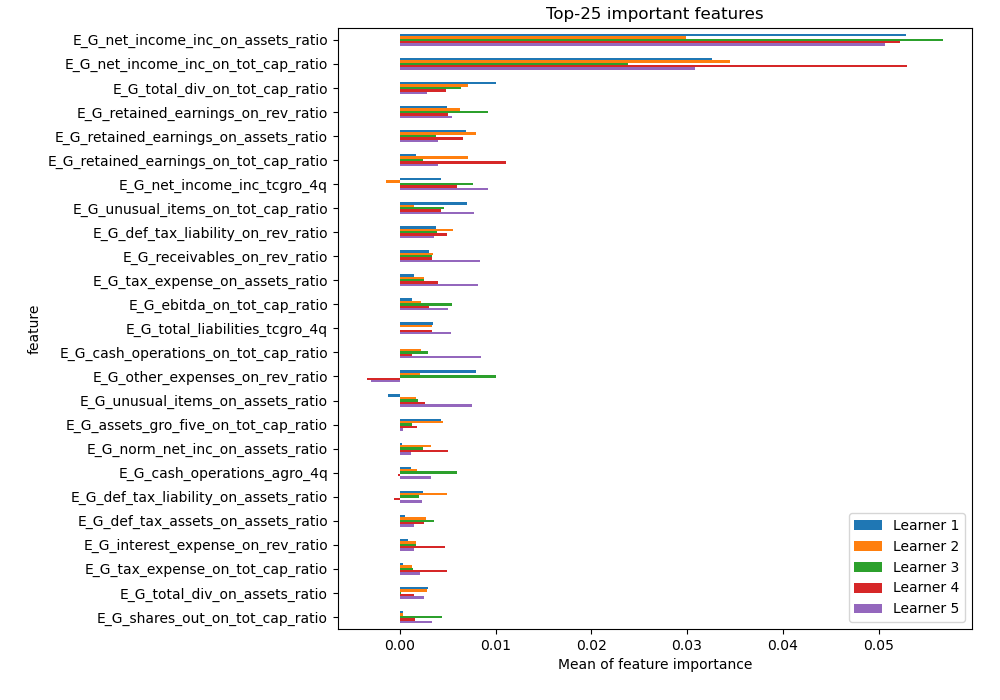 Top-25 important features
E_G_net_income_inc_on_assets_ratio
E_G_net_income_inc_on_tot_cap_ratio
E_G_total_div_on_tot_cap_ratio
E_G_retained_earnings_on_rev_ratio
E_G_retained_earnings_on_assets_ratio
E_G_retained_earnings_on_tot_cap_ratio
E_G_net_income_inc_tcgro_4q
E_G_unusual_items_on_tot_cap_ratio
E_G_def_tax_liability_on_rev_ratio
E_G_receivables_on_rev_ratio
E_G_tax_expense_on_assets_ratio
E_G_ebitda_on_tot_cap_ratio
E_G_total_liabilities_tcgro_4q
E_G_cash_operations_on_tot_cap_ratio
E_G_other_expenses_on_rev_ratio
E_G_unusual_items_on_assets_ratio
E_G_assets_gro_five_on_tot_cap_ratio
E_G_norm_net_inc_on_assets_ratio
E_G_cash_operations_agro_4q
E_G_def_tax_liability_on_assets_ratio
E_G_def_tax_assets_on_assets_ratio
E_G_interest_expense_on_rev_ratio
E_G_tax_expense_on_tot_cap_ratio
E_G_total_div_on_assets_ratio
E_G_shares_out_on_tot_cap_ratio
feature
Learner 1
Learner 2
Learner 3
Learner 4
Learner 5
0.00 0.01 0.02 0.03 0.04 0.05
Mean of feature importance